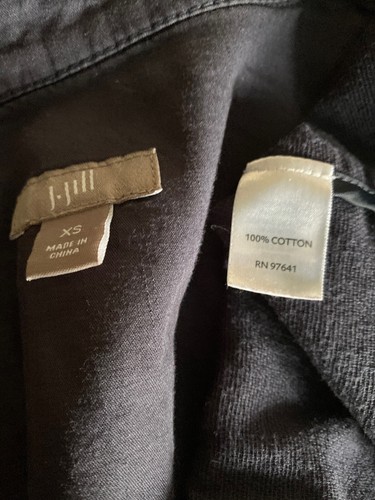 J.Jill
XS
MADE IN
CHINA
100% COTTON
RN 97641